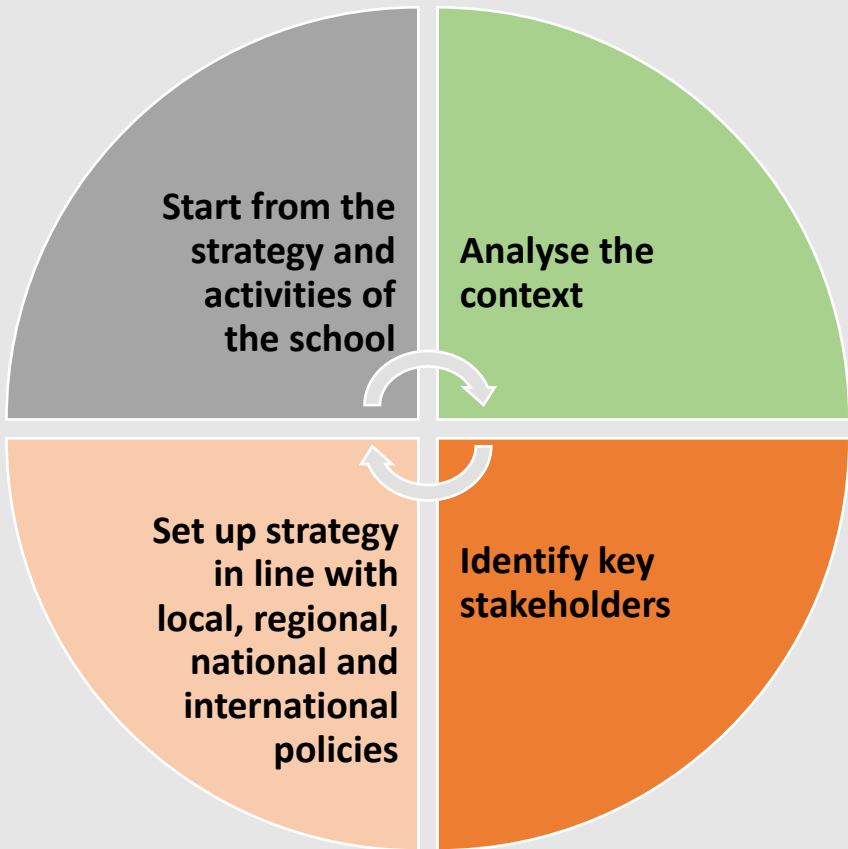 Start from the
strategy and
activities of
the school
Analyse the
context
Identify key
stakeholders
Set up strategy
in line with
local, regional,
national and
international
policies